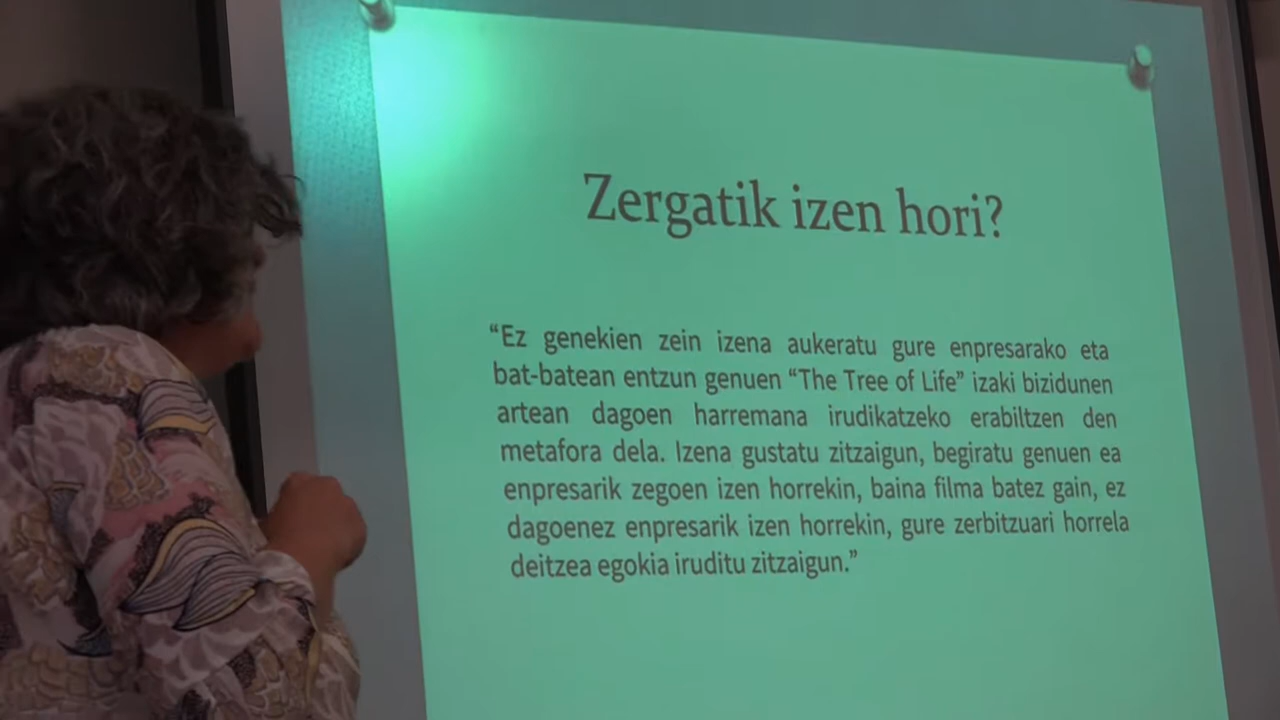 Zergatik izen hori?
“Ez genekien zein izena aukeratu gure enpresarako eta
bat-batean entzun genuen “The Tree of Life” izaki bizidunen
artean dagoen harremana irudikatzeko erabiltzen den
metafora dela. Izena gustatu zitzaigun, begiratu genuen ea
enpresarik zegoen izen horrekin, baina filma batez gain, ez
dagoenez enpresarik izen horrekin, gure zerbitzuari horrela
deitzea egokia iruditu zitzaigun.”